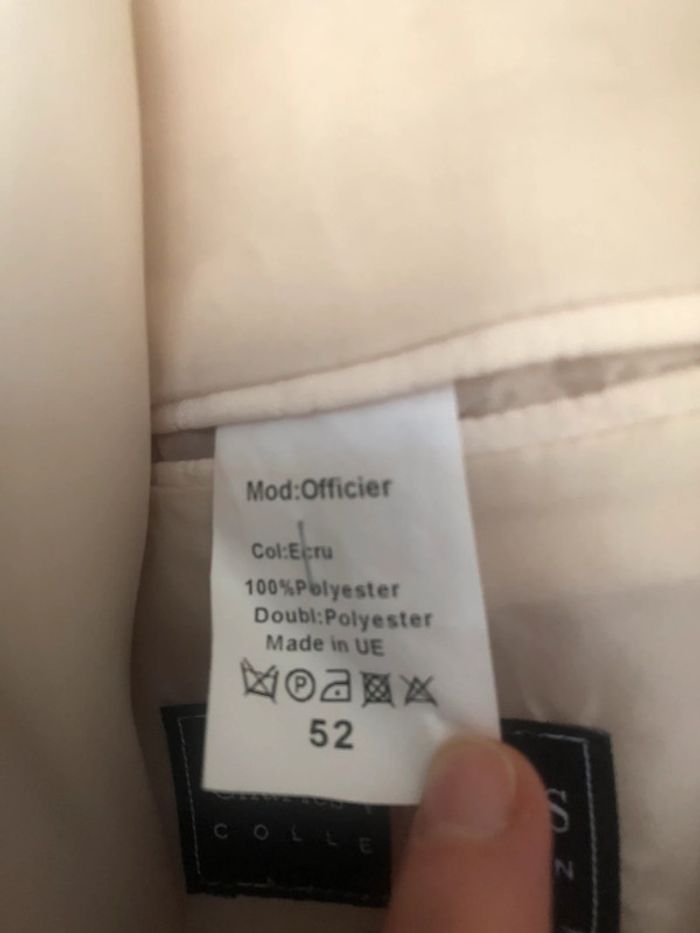 Mod:Officier
Col:Ecru
100%Polyester
Doubl:Polyester
Made in UE
P
52
S
COLLE
N